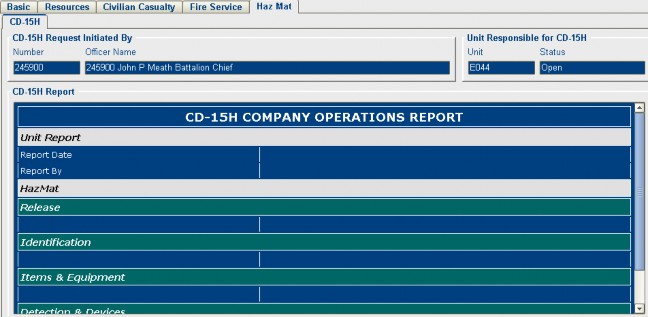 Basic Resources Civilian Casualty Fire Service Haz Mat
CD-15H
CD-15H Request Initiated By Unit Responsible for CD-15H
Number Officer Name Unit Status
245900 245900 John P Meath Battalion Chief E044 Open
CD-15H Report
CD-15H COMPANY OPERATIONS REPORT
Unit Report
Report Date
Report By
HazMat
Release
Identification
Items & Equipment
Detection & Devices